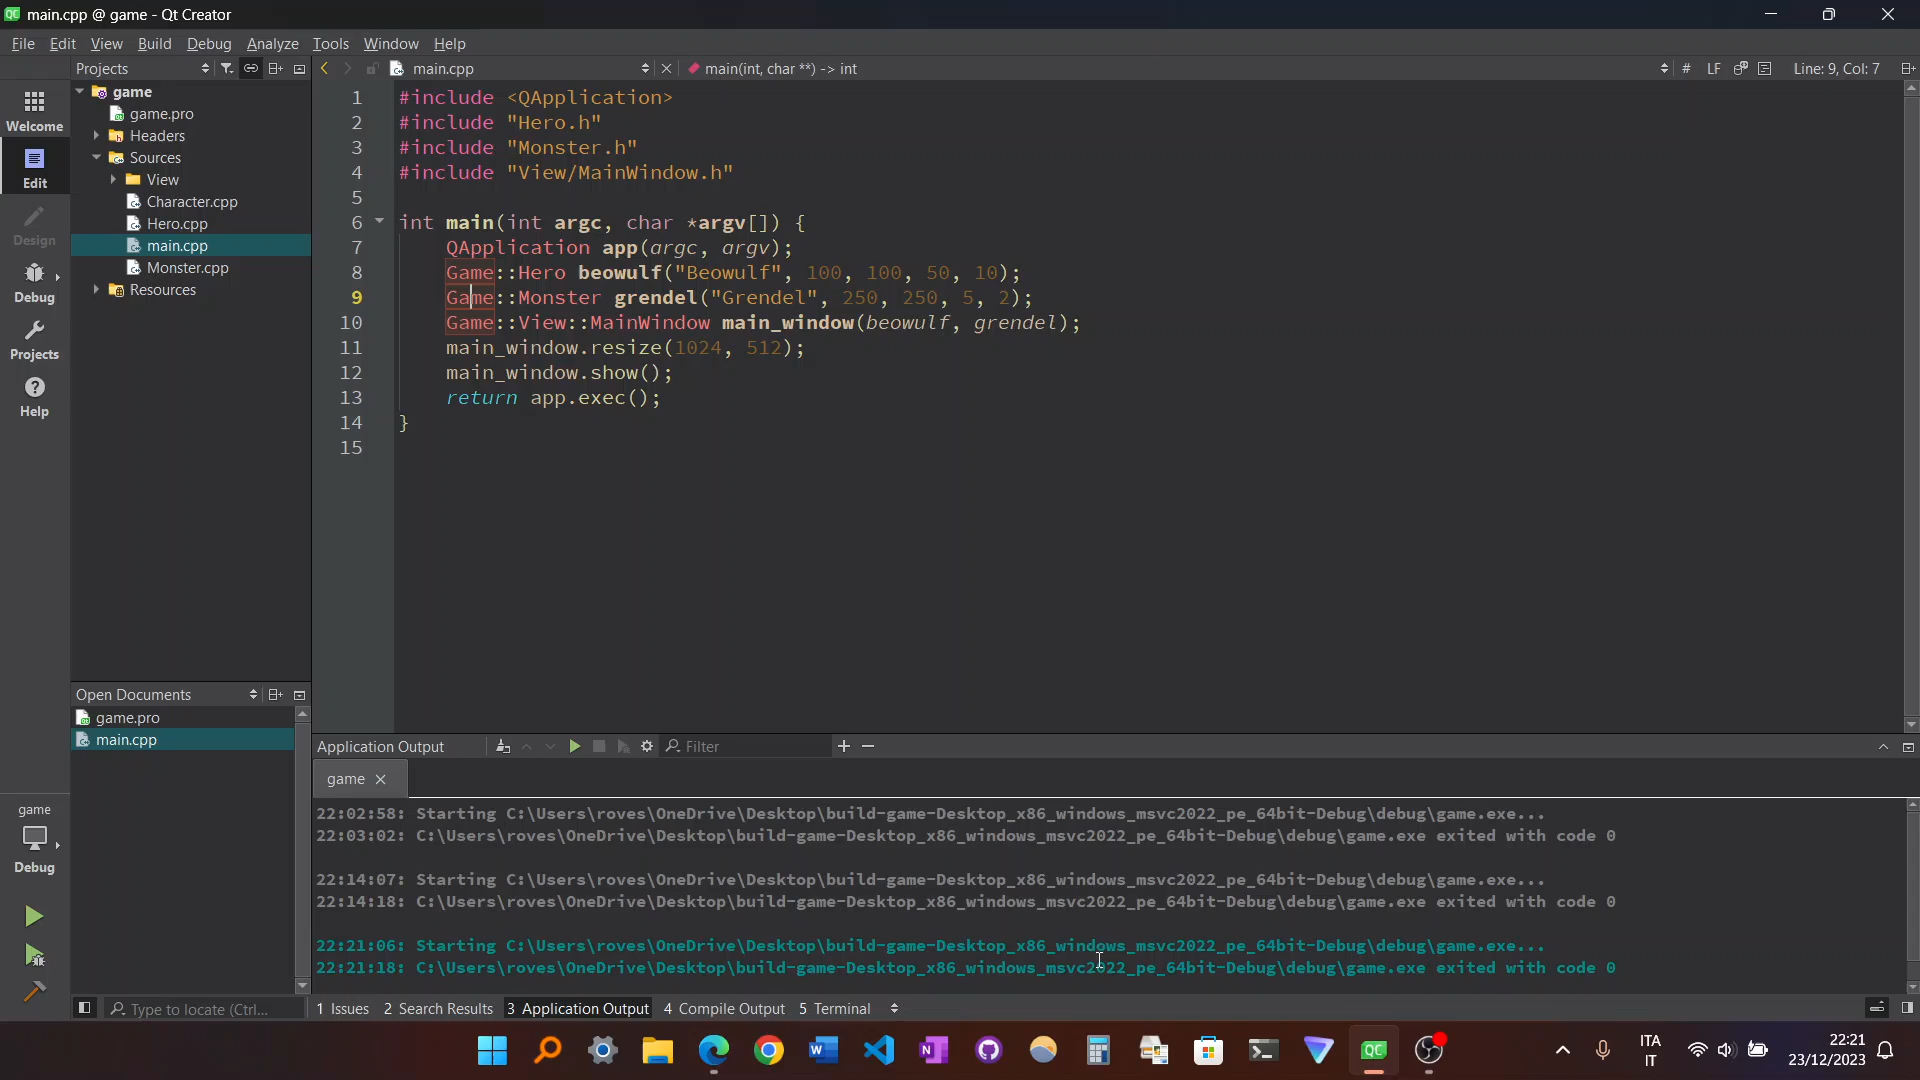 main.cpp @ game - Qt Creator
File Edit View Build Debug Analyze Tools Window Help
Projects
main.cpp
main(int, char **) -> int
# LF Line: 9, Col: 7
Welcome
Edit
Design
Debug
Projects
Help
game
game.pro
Headers
Sources
View
Character.cpp
Hero.cpp
main.cpp
Monster.cpp
Resources
1 #include <QApplication>
2 #include "Hero.h"
3 #include "Monster.h"
4 #include "View/MainWindow.h"
5
6 int main(int argc, char *argv[]) {
7 QApplication app(argc, argv);
8 Game::Hero beowulf("Beowulf", 100, 100, 50, 10);
9 Game::Monster grendel("Grendel", 250, 250, 5, 2);
10 Game::View::MainWindow main_window(beowulf, grendel);
11 main_window.resize(1024, 512);
12 main_window.show();
13 return app.exec();
14 }
15
Open Documents
game.pro
main.cpp
game
Debug
Application Output
Filter
game
22:02:58: Starting C:\Users\roves\OneDrive\Desktop\build-game-Desktop_x86_windows_msvc2022_pe_64bit-Debug\debug\game.exe...
22:03:02: C:\Users\roves\OneDrive\Desktop\build-game-Desktop_x86_windows_msvc2022_pe_64bit-Debug\debug\game.exe exited with code 0
22:14:07: Starting C:\Users\roves\OneDrive\Desktop\build-game-Desktop_x86_windows_msvc2022_pe_64bit-Debug\debug\game.exe...
22:14:18: C:\Users\roves\OneDrive\Desktop\build-game-Desktop_x86_windows_msvc2022_pe_64bit-Debug\debug\game.exe exited with code 0
22:21:06: Starting C:\Users\roves\OneDrive\Desktop\build-game-Desktop_x86_windows_msvc2022_pe_64bit-Debug\debug\game.exe...
22:21:18: C:\Users\roves\OneDrive\Desktop\build-game-Desktop_x86_windows_msvc2022_pe_64bit-Debug\debug\game.exe exited with code 0
Type to locate (Ctrl...
1 Issues 2 Search Results 3 Application Output 4 Compile Output 5 Terminal
ITA
IT
22:21
23/12/2023